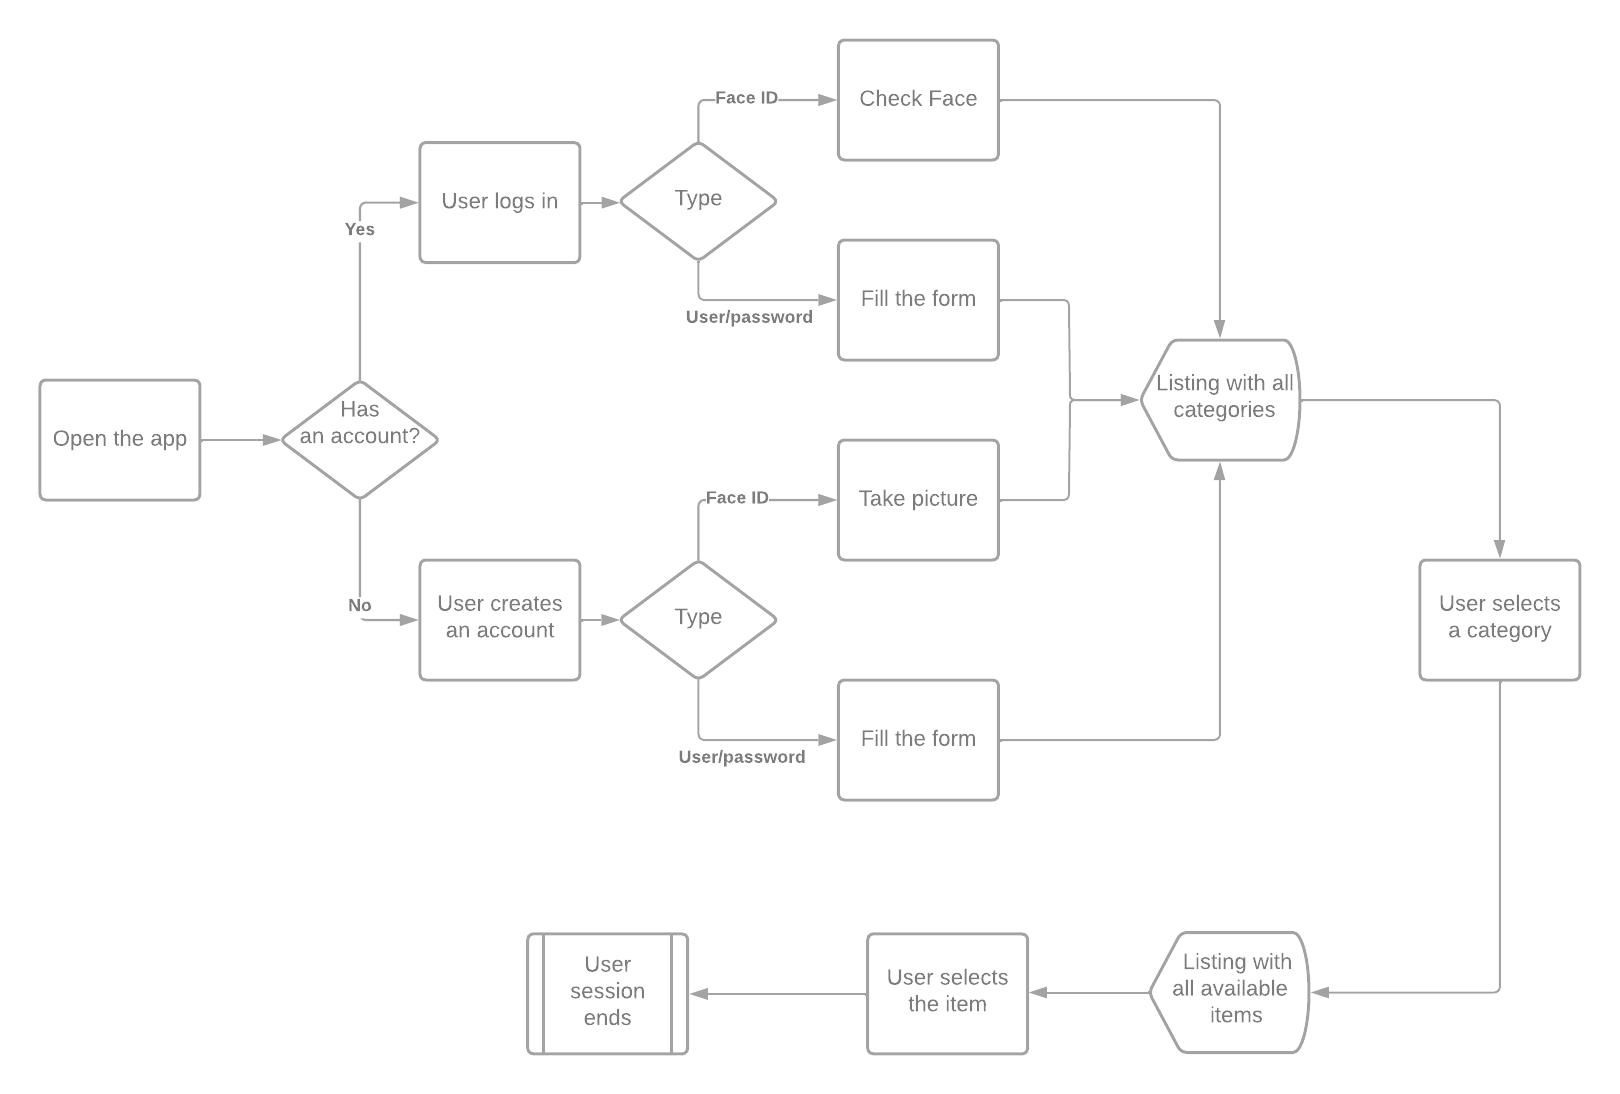 Open the app
Has
an account?
Yes
No
User logs in
Type
Face ID
User/password
Check Face
Fill the form
User creates
an account
Type
Face ID
User/password
Take picture
Fill the form
Listing with all
categories
User selects
a category
Listing with
all available
items
User selects
the item
User
session
ends